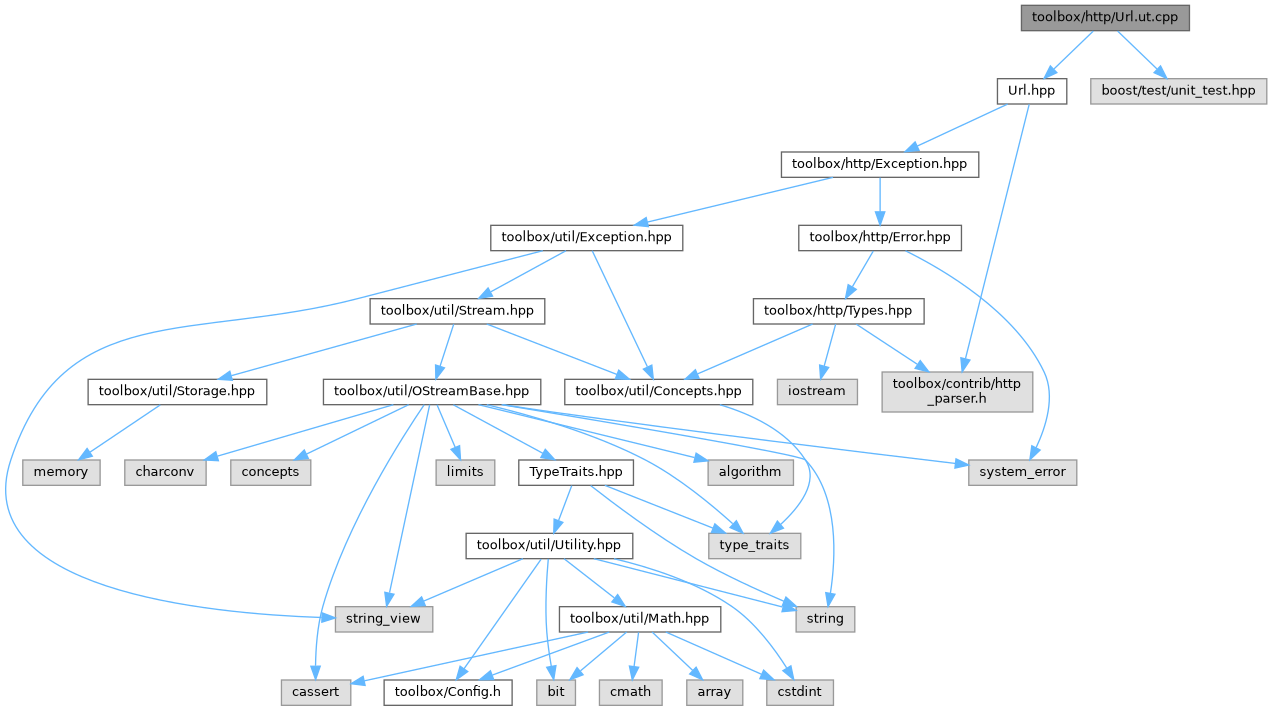 toolbox/http/Url.ut.cpp
Url.hpp
boost/test/unit_test.hpp
toolbox/http/Exception.hpp
toolbox/util/Exception.hpp
toolbox/http/Error.hpp
toolbox/util/Stream.hpp
toolbox/http/Types.hpp
toolbox/util/Storage.hpp
toolbox/util/OStreamBase.hpp
toolbox/util/Concepts.hpp
iostream
toolbox/contrib/http
_parser.h
memory
charconv
concepts
limits
TypeTraits.hpp
algorithm
system_error
toolbox/util/Utility.hpp
type_traits
string_view
toolbox/util/Math.hpp
string
cassert
toolbox/Config.h
bit
cmath
array
cstdint